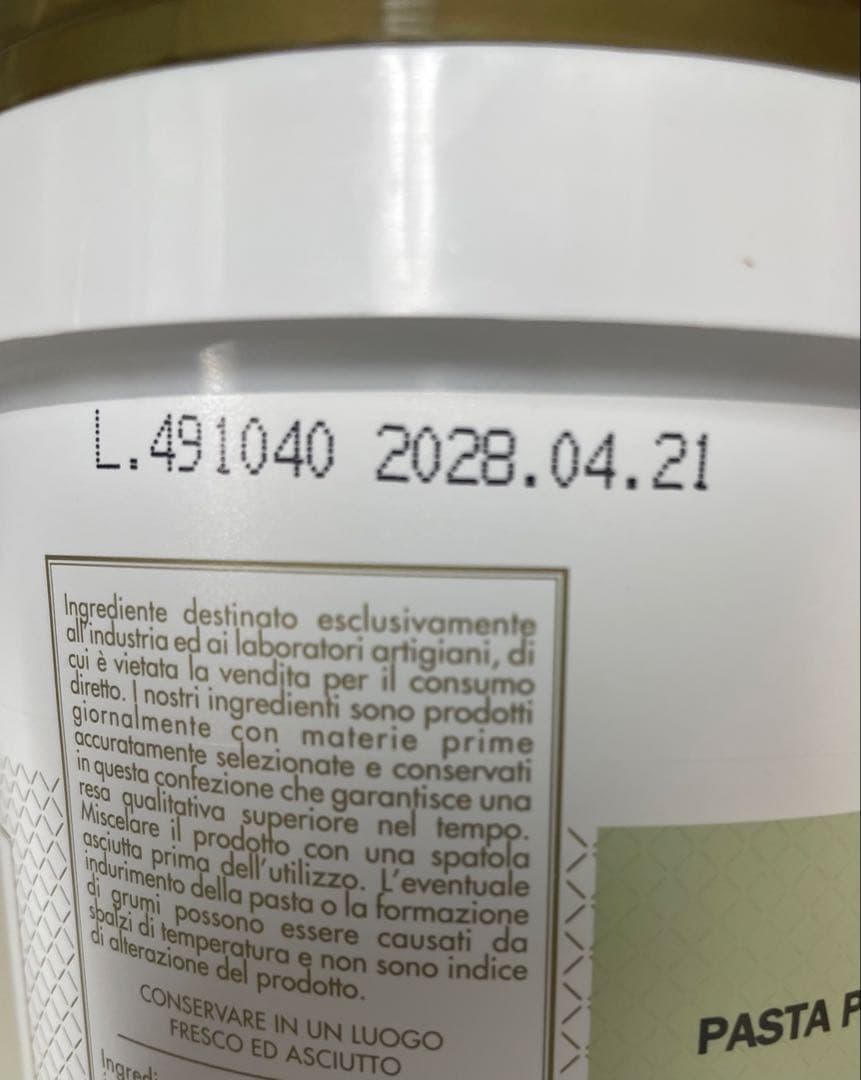 L.491040 2028.04.21
Ingrediente destinato esclusivamente
all'industria ed ai laboratori artigiani, di
cui è vietata la vendita per il consumo
diretto. I nostri ingredienti sono prodotti
giornalmente con materie prime
accuratamente selezionate e conservati
in questa confezione che garantisce una
resa qualitativa superiore nel tempo.
Miscelare il prodotto con una spatola
asciutta prima dell'utilizzo. L'eventuale
indurimento della pasta o la formazione
di grumi possono essere causati da
sbalzi di temperatura e non sono indice
di alterazione del prodotto.
CONSERVARE IN UN LUOGO
FRESCO ED ASCIUTTO
PASTA P